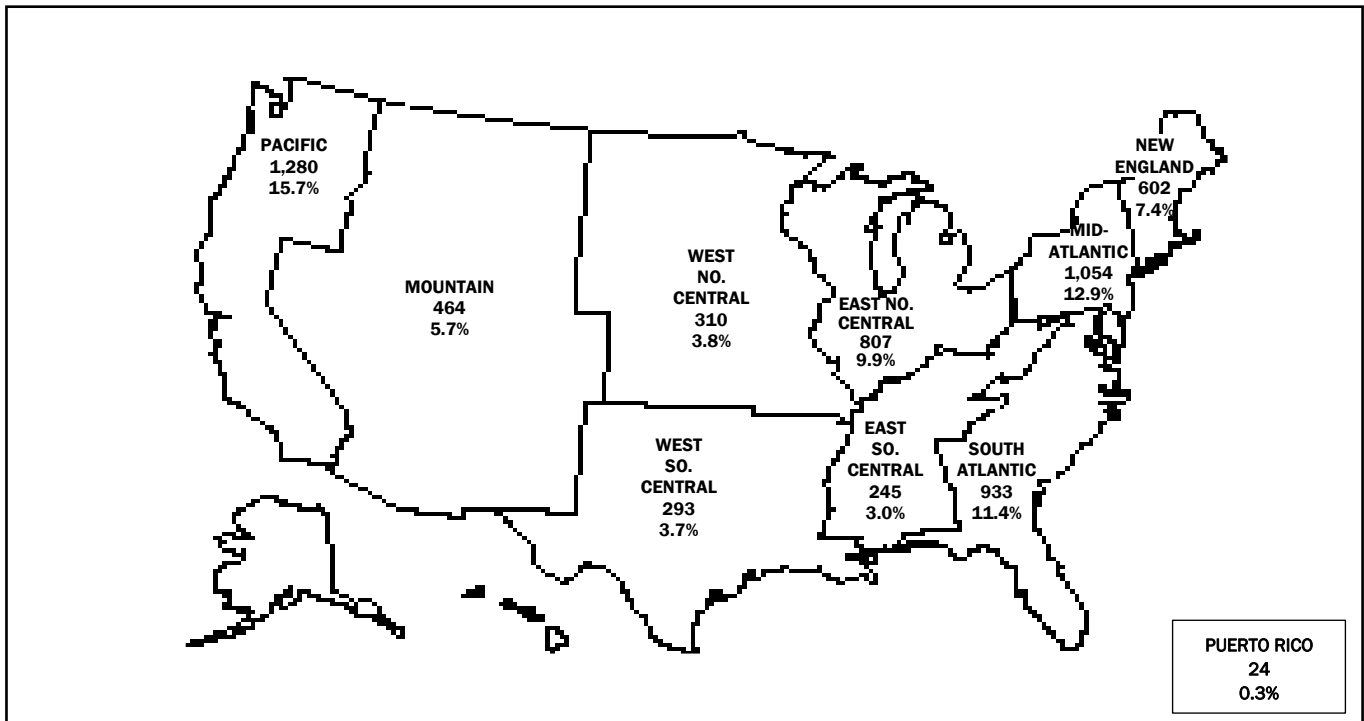 PACIFIC
1,280
15.7%
MOUNTAIN
464
5.7%
WEST
NO.
CENTRAL
310
3.8%
EAST NO.
CENTRAL
807
9.9%
NEW
ENGLAND
602
7.4%
MID-
ATLANTIC
1,054
12.9%
WEST
SO.
CENTRAL
293
3.7%
EAST
SO.
CENTRAL
245
3.0%
SOUTH
ATLANTIC
933
11.4%
PUERTO RICO
24
0.3%